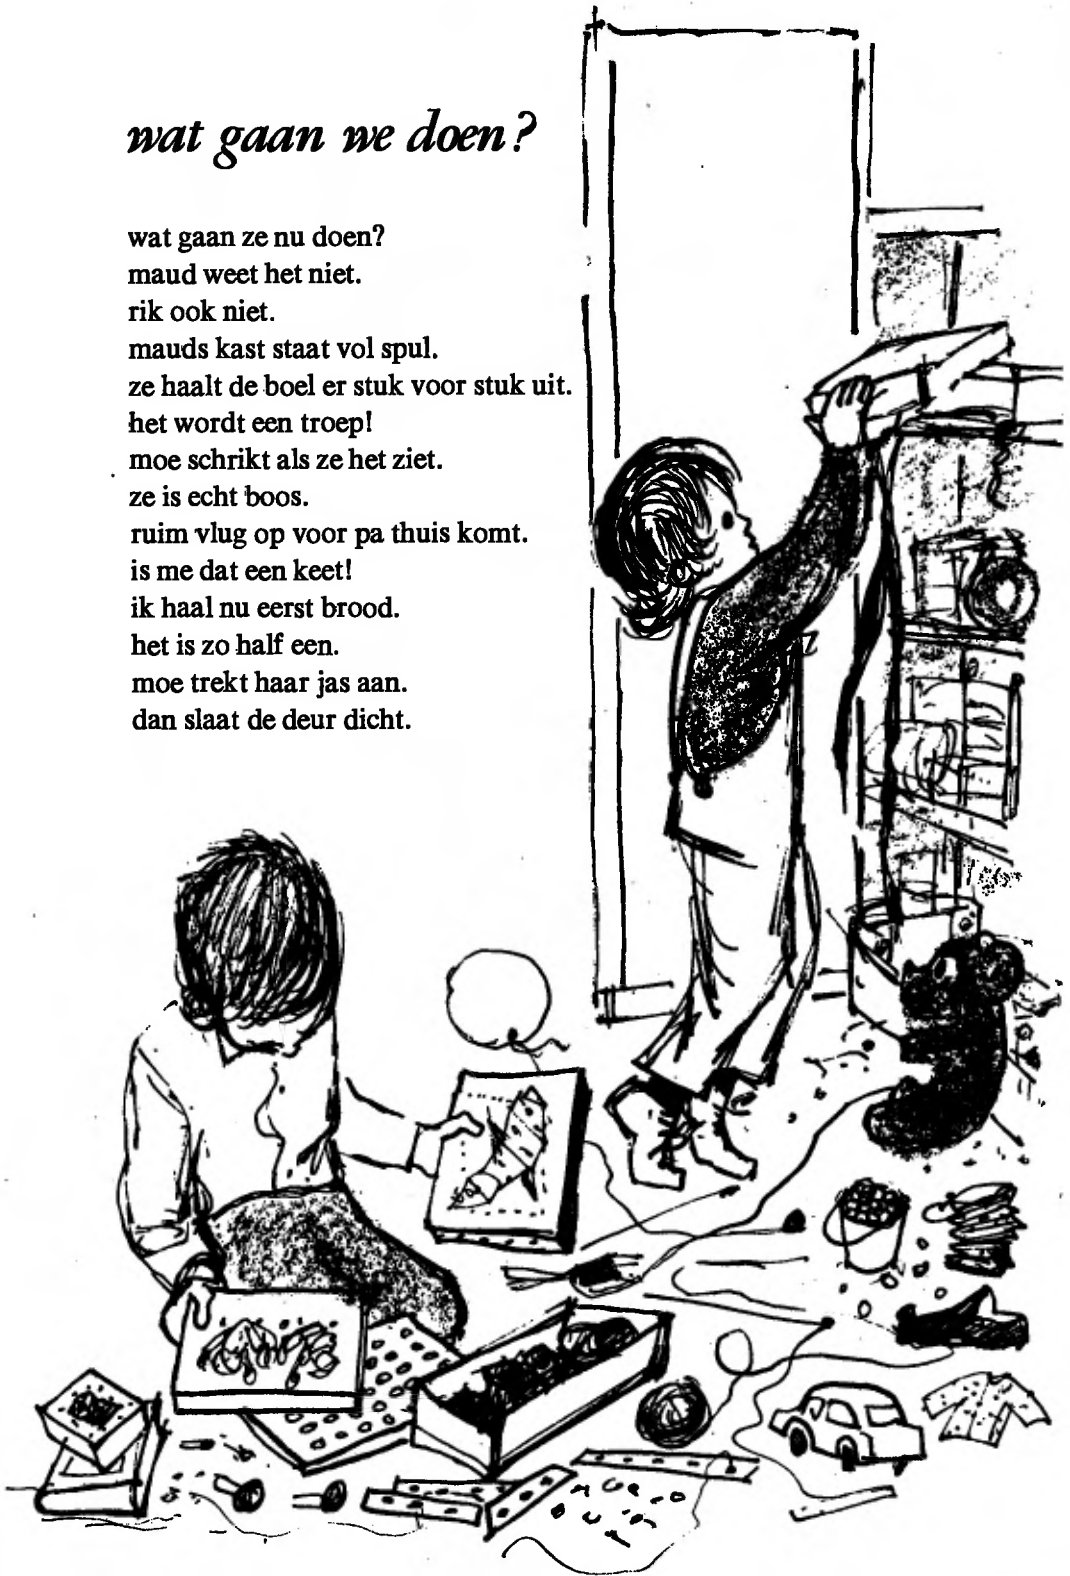 wat gaan we doen?
wat gaan ze nu doen?
maud weet het niet.
rik ook niet.
mauds kast staat vol spul.
ze haalt de boel er stuk voor stuk uit.
het wordt een troep!
moe schrikt als ze het ziet.
ze is echt boos.
ruim vlug op voor pa thuis komt.
is me dat een keet!
ik haal nu eerst brood.
het is zo half een.
moe trekt haar jas aan.
dan slaat de deur dicht.